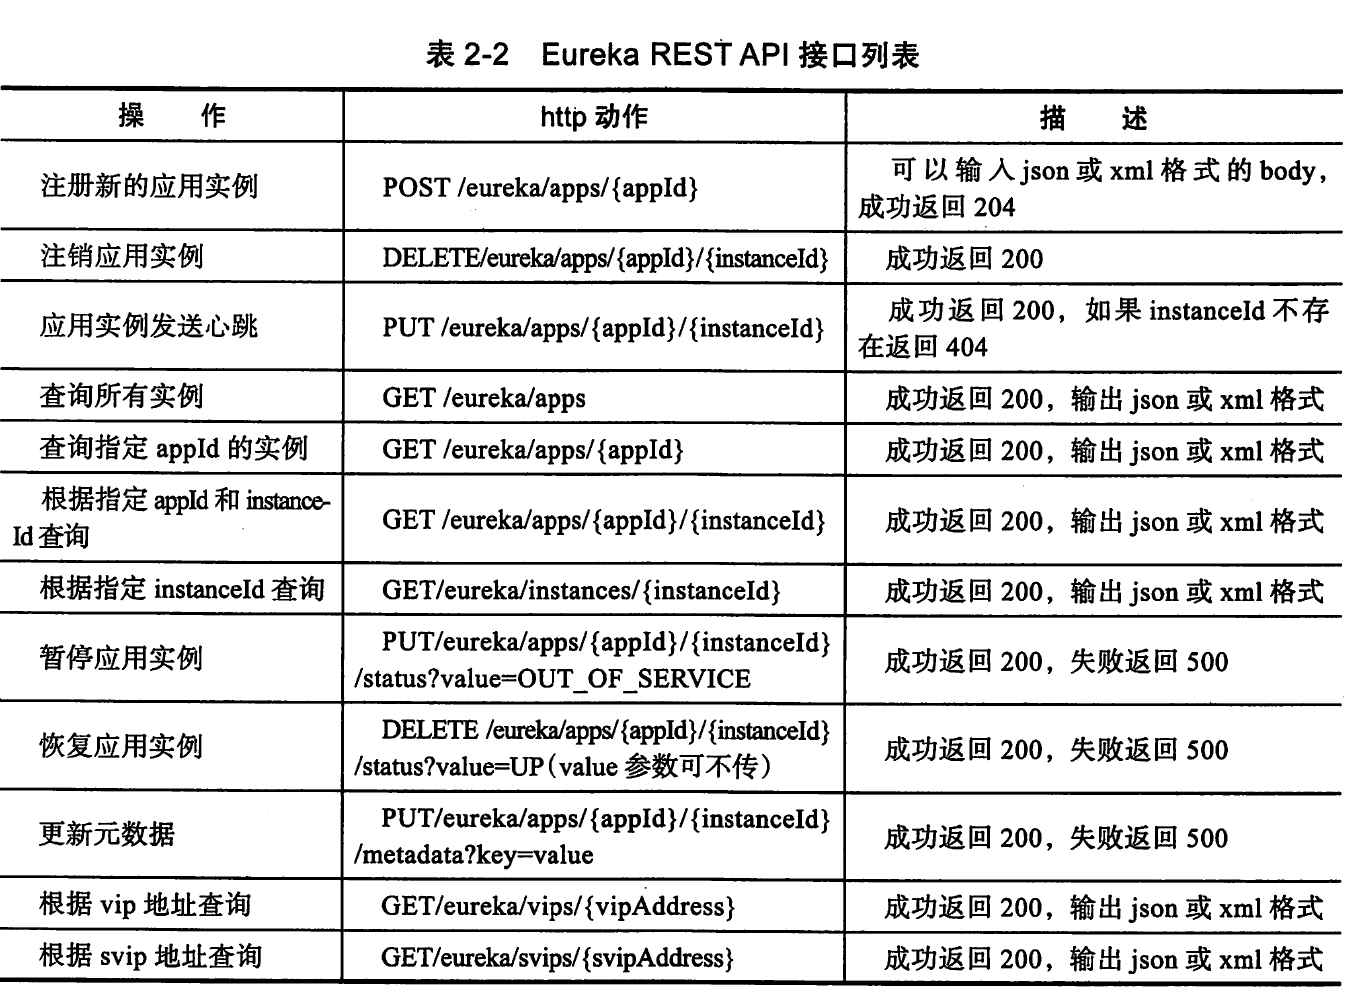 表 2-2 Eureka REST API 接口列表
操 作 http 动作 描 述
注册新的应用实例 POST /eureka/apps/{appId} 可以输入json或xml格式的body，
成功返回 204
注销应用实例 DELETE/eureka/apps/{appId}/{instanceId} 成功返回 200
应用实例发送心跳 PUT /eureka/apps/{appId}/{instanceId} 成功返回 200，如果 instanceId 不存
在返回 404
查询所有实例 GET /eureka/apps 成功返回 200，输出 json 或 xml 格式
查询指定 appId 的实例 GET /eureka/apps/{appId} 成功返回 200，输出 json 或 xml 格式
根据指定 appId 和 instance-
Id 查询 GET /eureka/apps/{appId}/{instanceId} 成功返回 200，输出 json 或 xml 格式
根据指定 instanceId 查询 GET/eureka/instances/{instanceId} 成功返回 200，输出 json 或 xml 格式
暂停应用实例 PUT/eureka/apps/{appId}/{instanceId}
/status?value=OUT_OF_SERVICE 成功返回 200，失败返回 500
恢复应用实例 DELETE /eureka/apps/{appId}/{instanceId}
/status?value=UP（value 参数可不传） 成功返回 200，失败返回 500
更新元数据 PUT/eureka/apps/{appId}/{instanceId}
/metadata?key=value 成功返回 200，失败返回 500
根据 vip 地址查询 GET/eureka/vips/{vipAddress} 成功返回 200，输出 json 或 xml 格式
根据 svip 地址查询 GET/eureka/svips/{svipAddress} 成功返回 200，输出 json 或 xml 格式